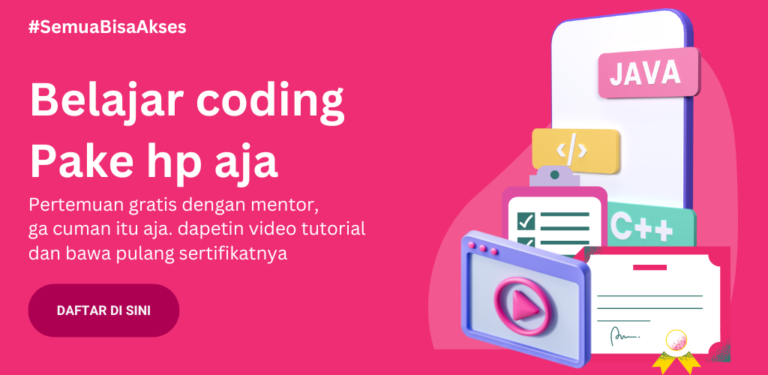 #SemuaBisaAkses
Belajar coding
Pake hp aja
Pertemuan gratis dengan mentor,
ga cuman itu aja. dapetin video tutorial
dan bawa pulang sertifikatnya
DAFTAR DI SINI
JAVA
</>
C++